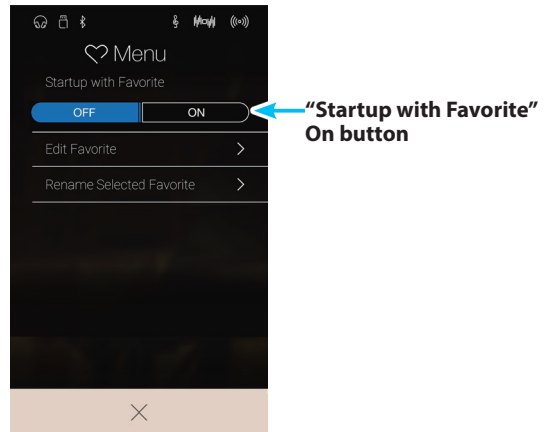 Menu
Startup with Favorite
OFF ON
“Startup with Favorite”
On button
Edit Favorite
Rename Selected Favorite